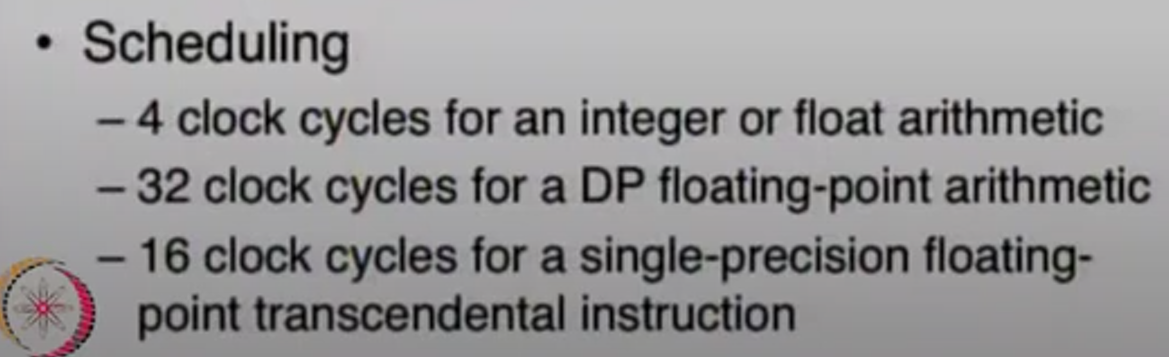 • Scheduling
– 4 clock cycles for an integer or float arithmetic
– 32 clock cycles for a DP floating-point arithmetic
– 16 clock cycles for a single-precision floating-
point transcendental instruction